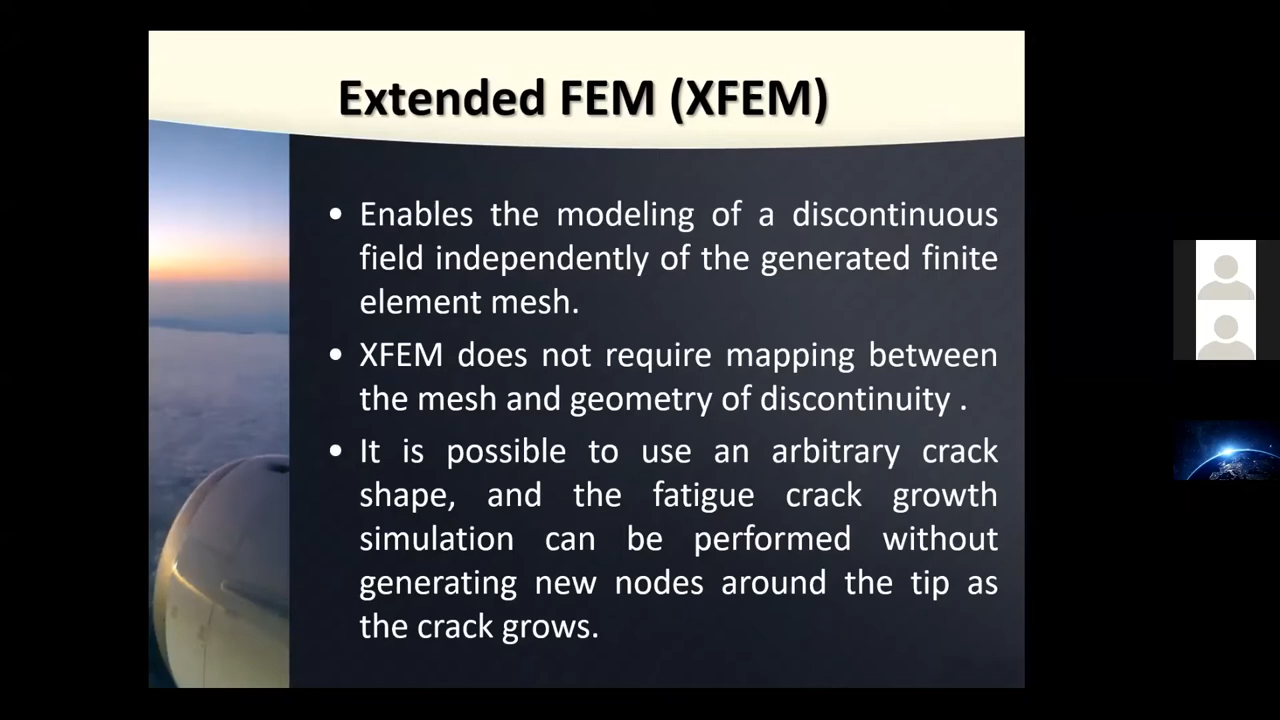 Extended FEM (XFEM)
• Enables the modeling of a discontinuous
field independently of the generated finite
element mesh.
• XFEM does not require mapping between
the mesh and geometry of discontinuity .
• It is possible to use an arbitrary crack
shape, and the fatigue crack growth
simulation can be performed without
generating new nodes around the tip as
the crack grows.